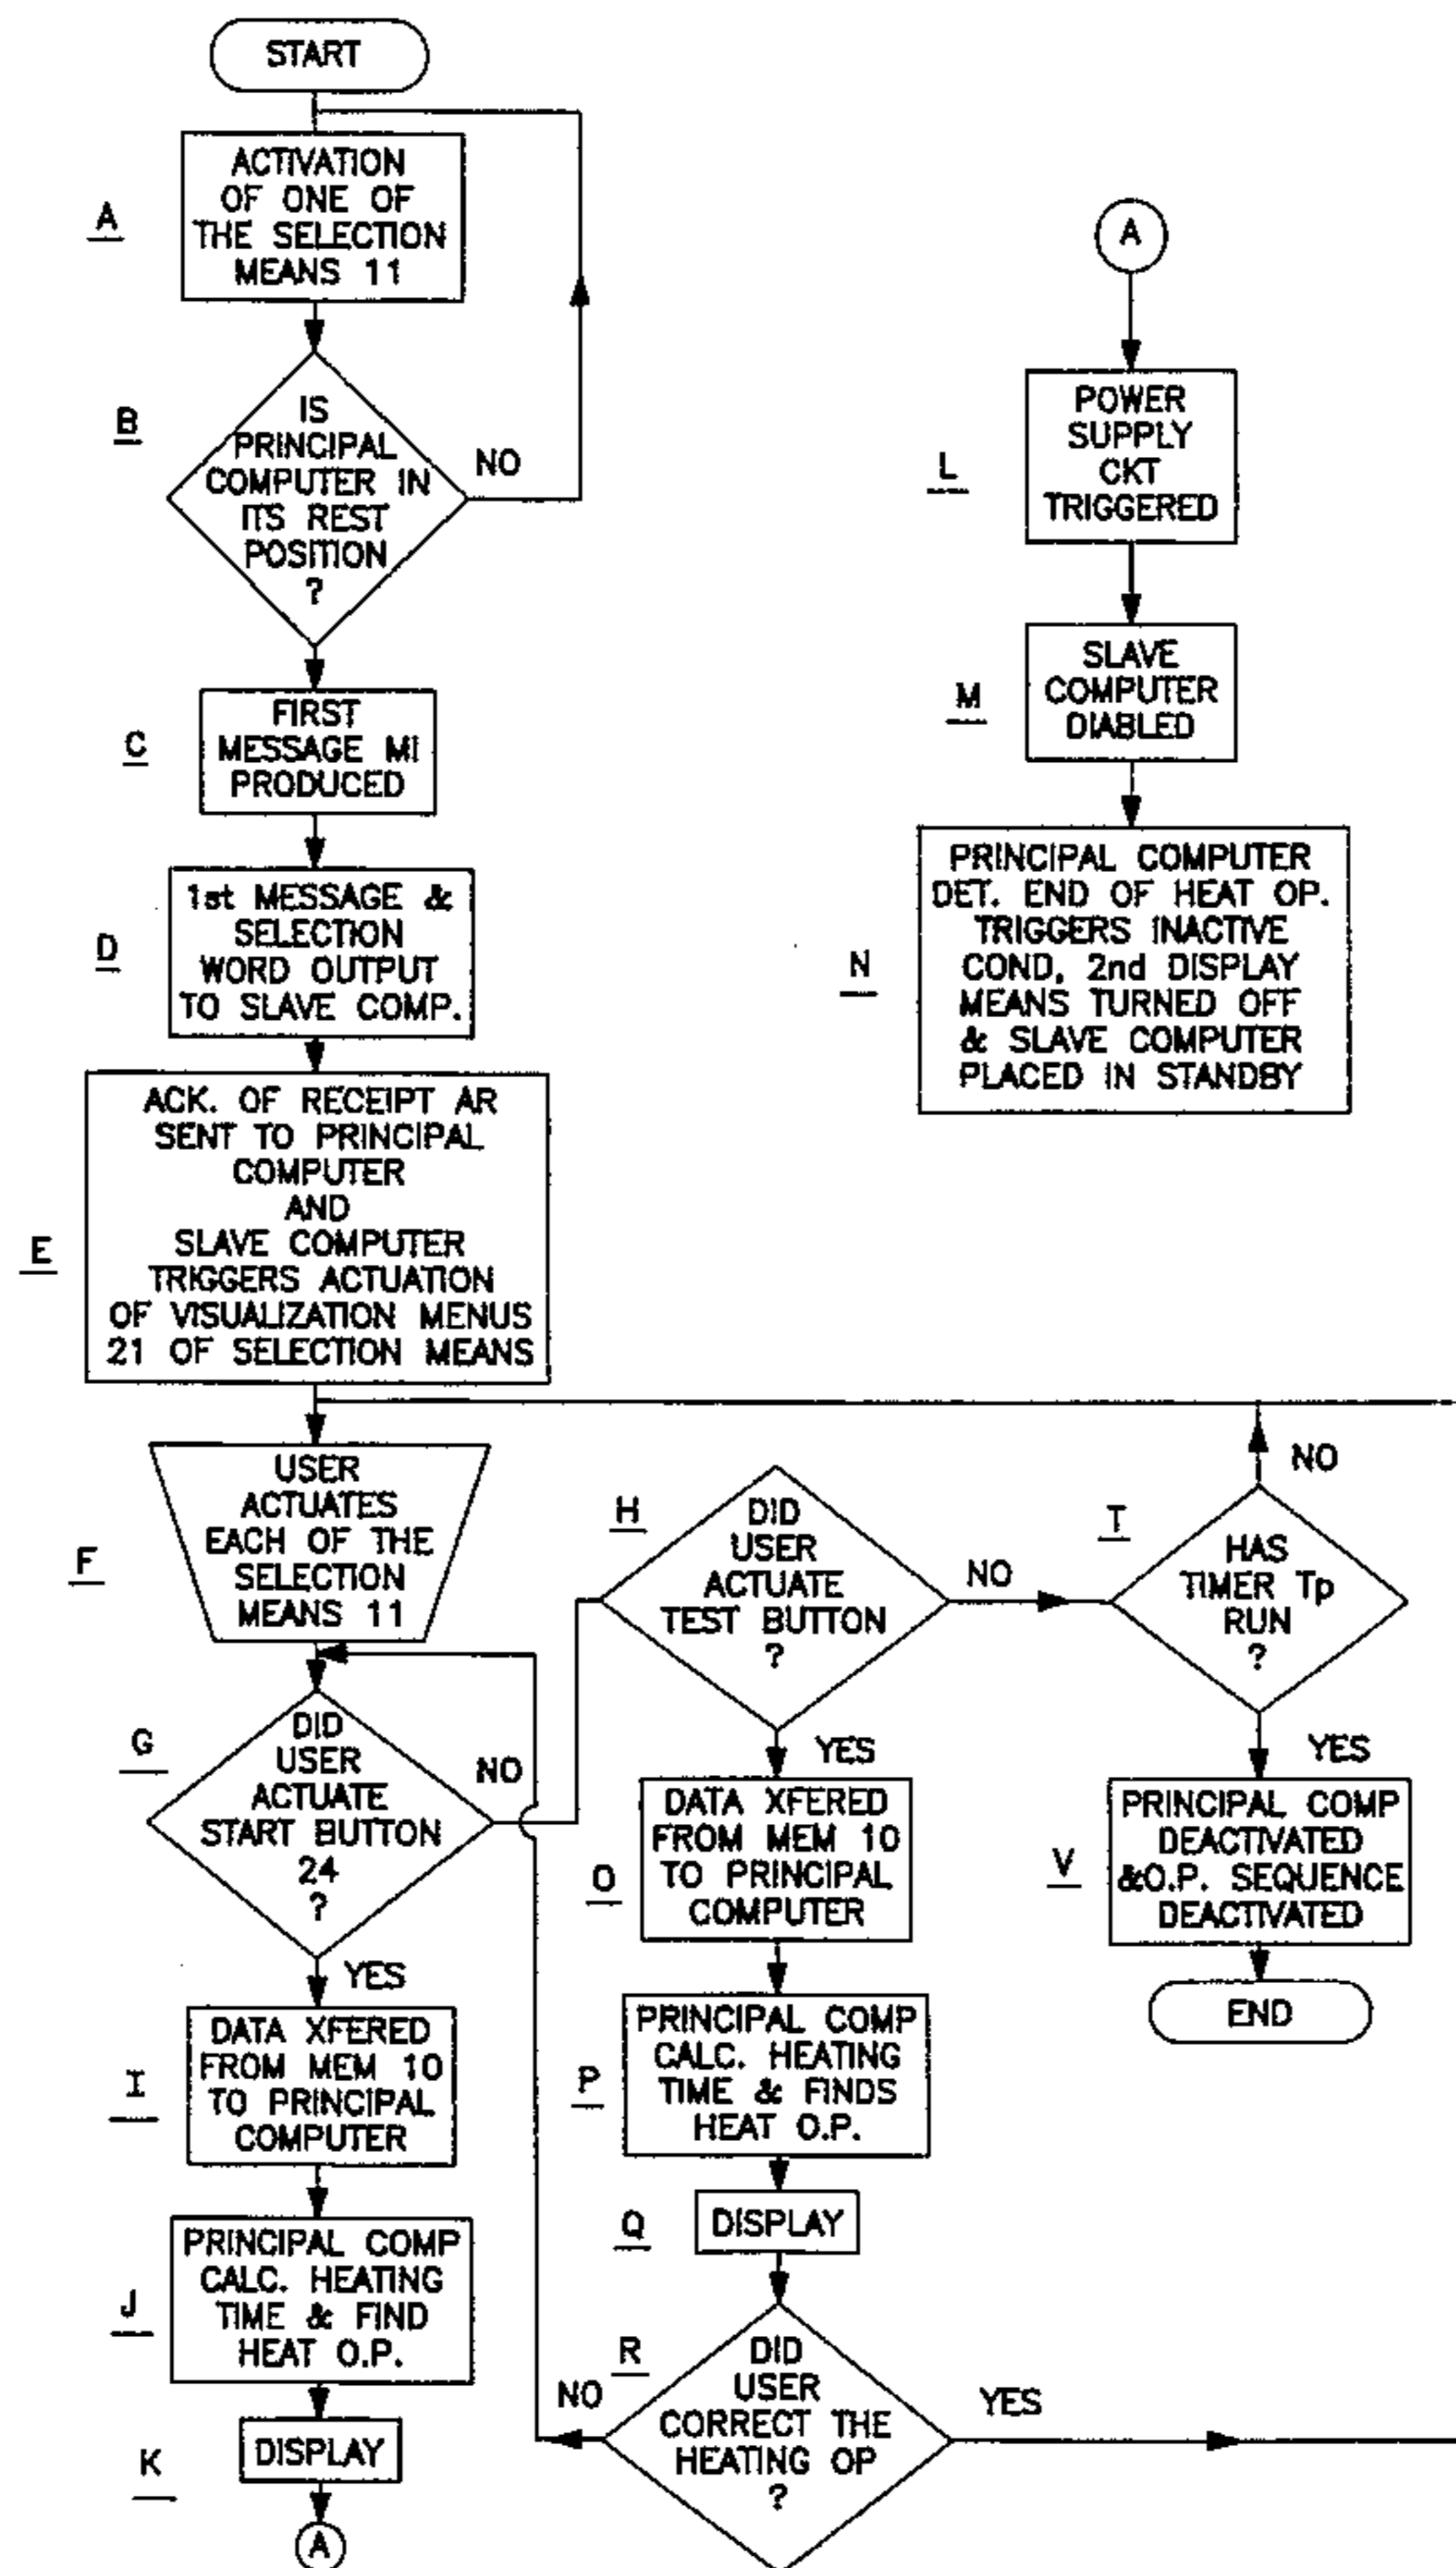 START
A
ACTIVATION
OF ONE OF
THE SELECTION
MEANS 11
B
IS
PRINCIPAL
COMPUTER IN
ITS REST
POSITION
?
NO
C
FIRST
MESSAGE MI
PRODUCED
D
1st MESSAGE &
SELECTION
WORD OUTPUT
TO SLAVE COMP.
E
ACK. OF RECEIPT AR
SENT TO PRINCIPAL
COMPUTER
AND
SLAVE COMPUTER
TRIGGERS ACTUATION
OF VISUALIZATION MENUS
21 OF SELECTION MEANS
F
USER
ACTUATES
EACH OF THE
SELECTION
MEANS 11
G
DID
USER
ACTUATE
START BUTTON
24
?
NO
YES
I
DATA XFERED
FROM MEM 10
TO PRINCIPAL
COMPUTER
J
PRINCIPAL COMP
CALC. HEATING
TIME & FIND
HEAT O.P.
K
DISPLAY
A
H
DID
USER
ACTUATE
TEST BUTTON
?
NO
YES
O
DATA XFERED
FROM MEM 10
TO PRINCIPAL
COMPUTER
P
PRINCIPAL COMP
CALC. HEATING
TIME & FINDS
HEAT O.P.
Q
DISPLAY
R
DID
USER
CORRECT THE
HEATING OP
?
NO
YES
T
HAS
TIMER Tp
RUN
?
NO
YES
V
PRINCIPAL COMP
DEACTIVATED
&O.P. SEQUENCE
DEACTIVATED
END
A
L
POWER
SUPPLY
CKT
TRIGGERED
M
SLAVE
COMPUTER
DIABLED
N
PRINCIPAL COMPUTER
DET. END OF HEAT OP.
TRIGGERS INACTIVE
COND, 2nd DISPLAY
MEANS TURNED OFF
& SLAVE COMPUTER
PLACED IN STANDBY